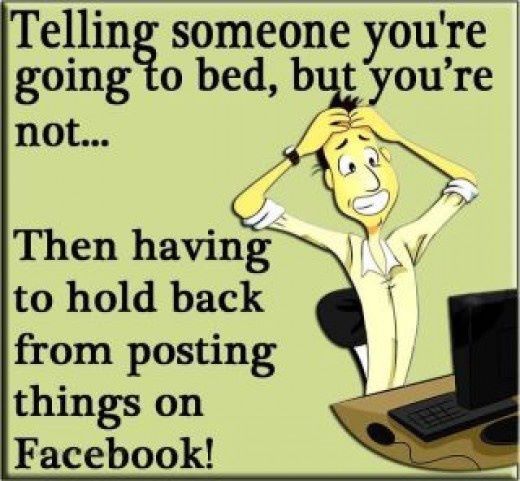 Telling someone you're
going to bed, but you’re
not...
Then having
to hold back
from posting
things on
Facebook!